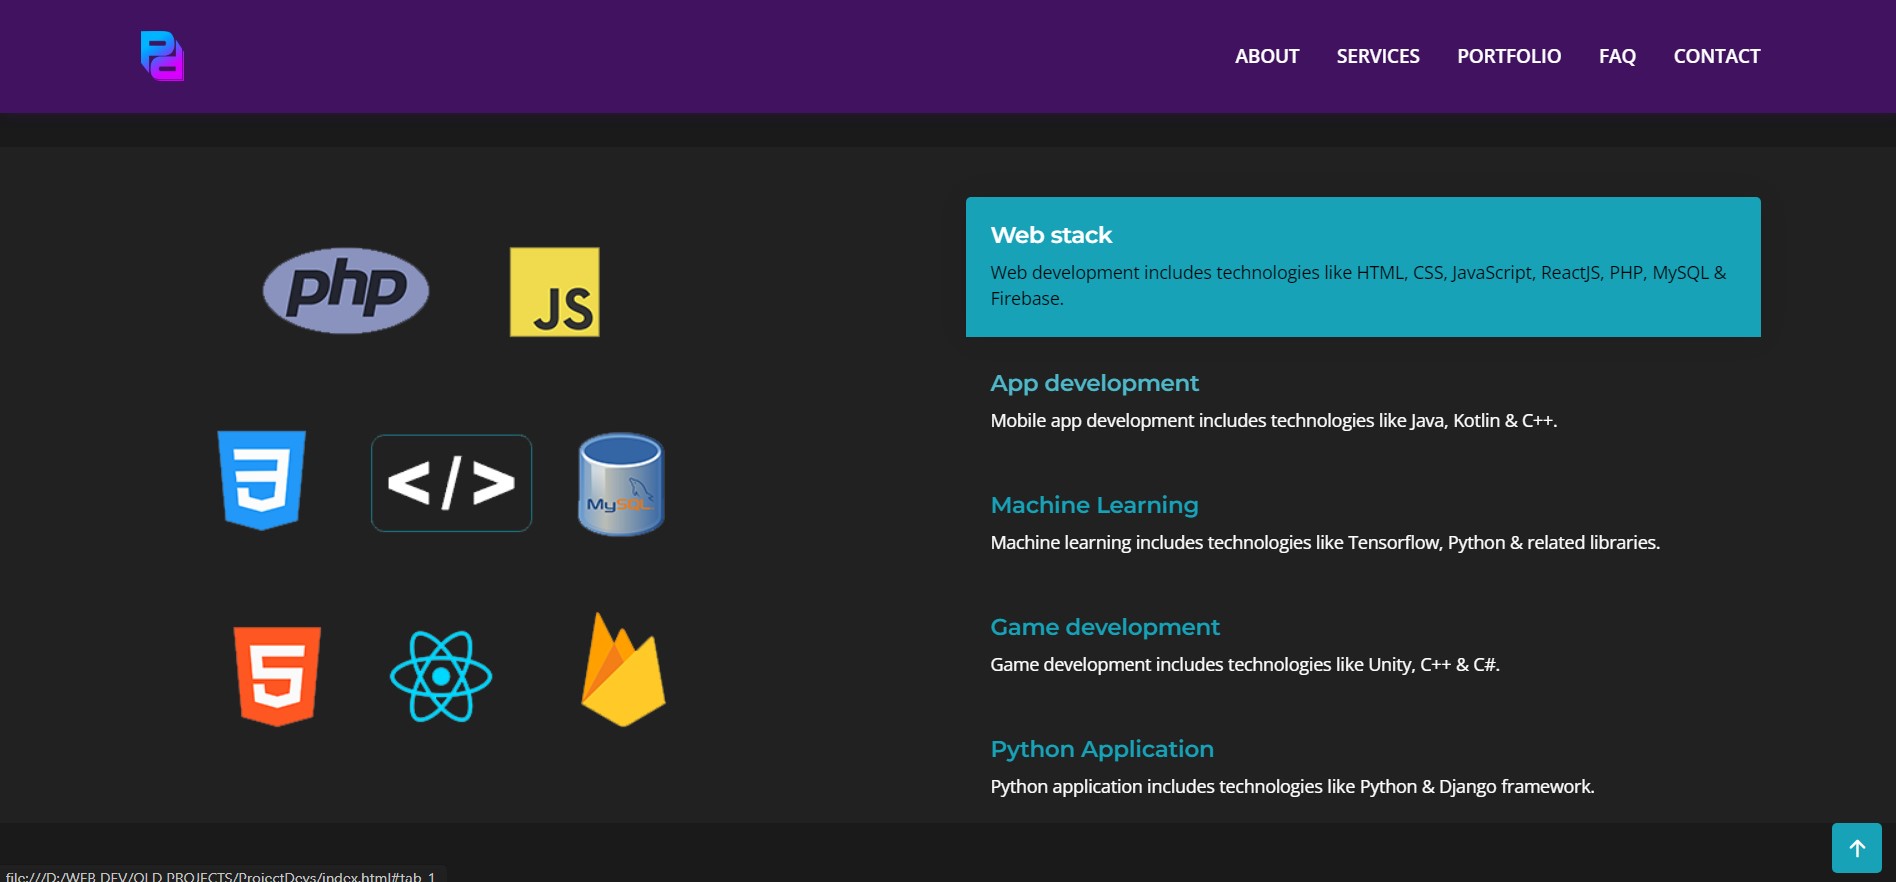 Pd
ABOUT SERVICES PORTFOLIO FAQ CONTACT
php
JS
3
</>
MySQL
5
Web stack
Web development includes technologies like HTML, CSS, JavaScript, ReactJS, PHP, MySQL &
Firebase.
App development
Mobile app development includes technologies like Java, Kotlin & C++.
Machine Learning
Machine learning includes technologies like Tensorflow, Python & related libraries.
Game development
Game development includes technologies like Unity, C++ & C#.
Python Application
Python application includes technologies like Python & Django framework.
file:///D:/WEB DEV/OLD PROJECTS/ProjectDevs/index.html#tab_1